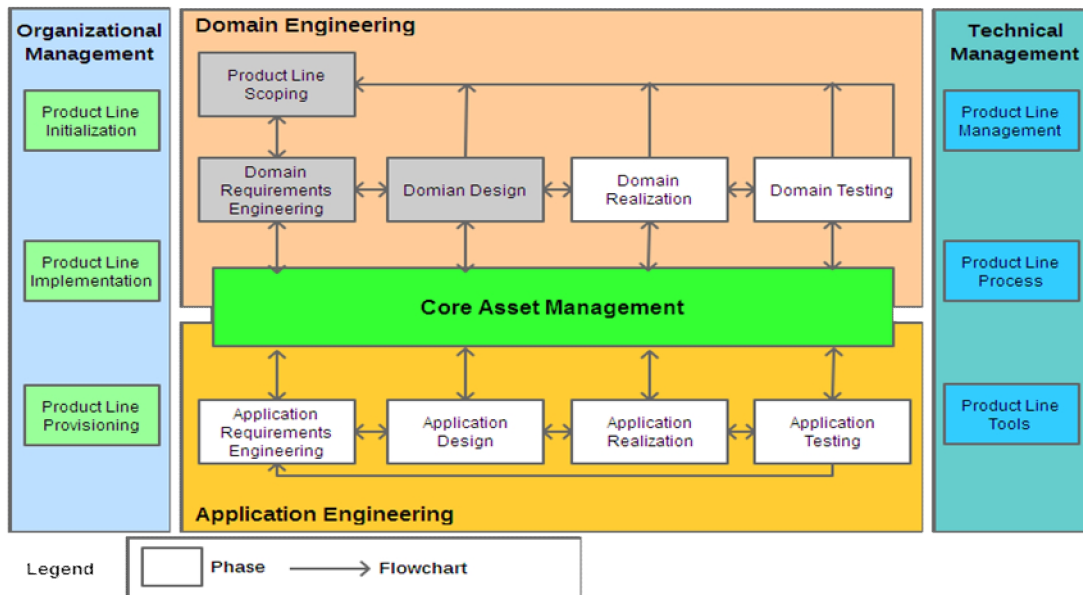 Organizational
Management
Product Line
Initialization
Product Line
Implementation
Product Line
Provisioning
Domain Engineering
Product Line
Scoping
Domain
Requirements
Engineering
Domian Design
Domain
Realization
Domain Testing
Core Asset Management
Application
Requirements
Engineering
Application
Design
Application
Realization
Application
Testing
Application Engineering
Technical
Management
Product Line
Management
Product Line
Process
Product Line
Tools
Legend
Phase
Flowchart